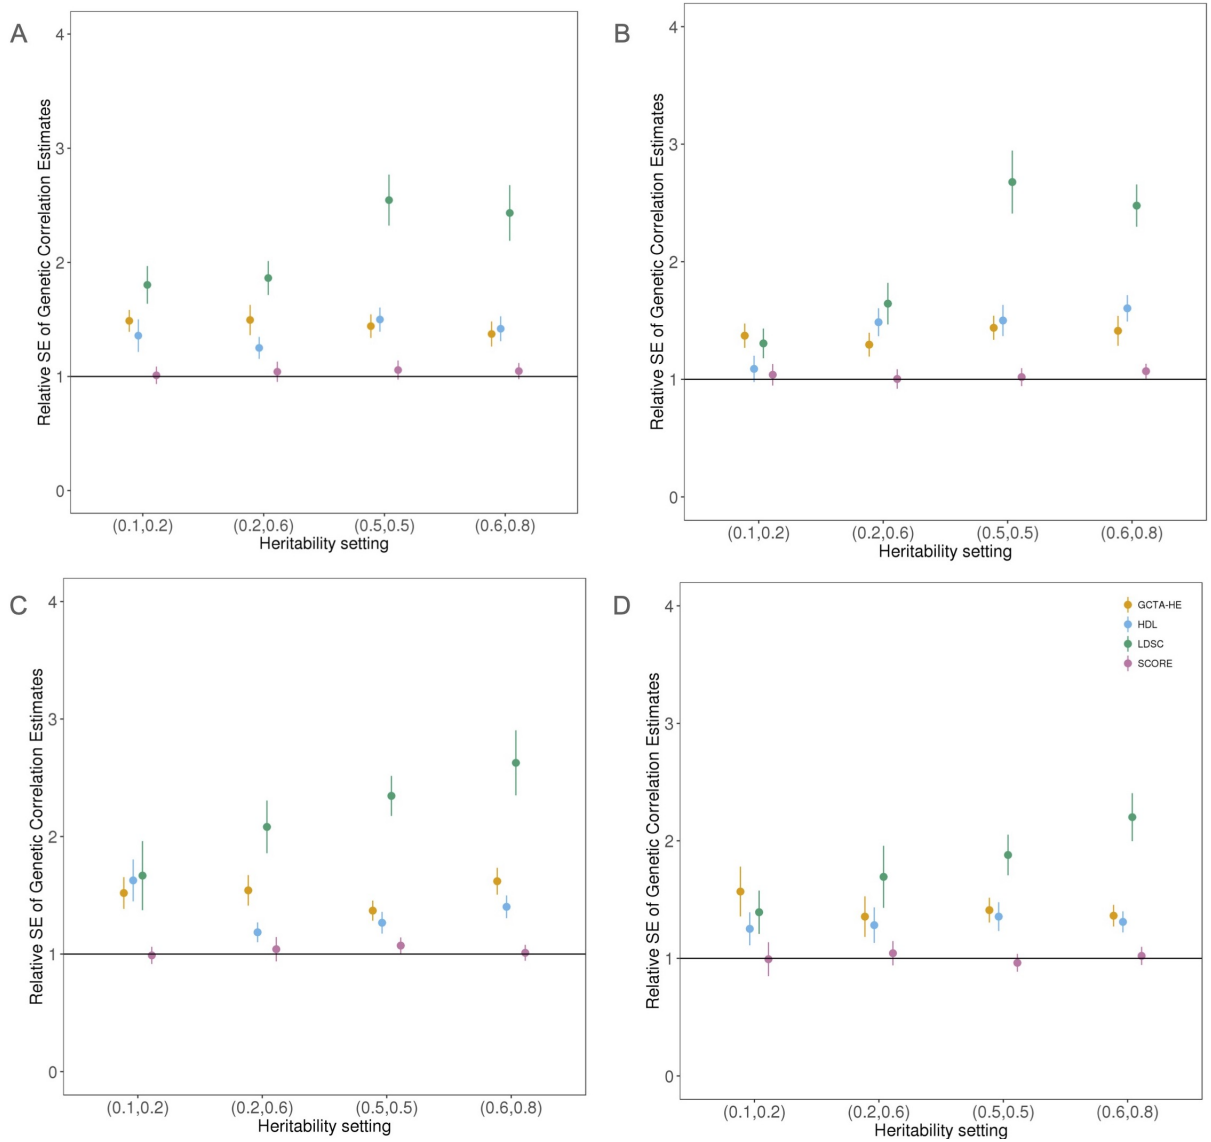 A
Relative SE of Genetic Correlation Estimates
4
3
2
1
0
(0.1,0.2) (0.2,0.6) (0.5,0.5) (0.6,0.8)
Heritability setting
B
Relative SE of Genetic Correlation Estimates
4
3
2
1
0
(0.1,0.2) (0.2,0.6) (0.5,0.5) (0.6,0.8)
Heritability setting
C
Relative SE of Genetic Correlation Estimates
4
3
2
1
0
(0.1,0.2) (0.2,0.6) (0.5,0.5) (0.6,0.8)
Heritability setting
D
Relative SE of Genetic Correlation Estimates
4
3
2
1
0
GCTA-HE
HDL
LDSC
SCORE
(0.1,0.2) (0.2,0.6) (0.5,0.5) (0.6,0.8)
Heritability setting